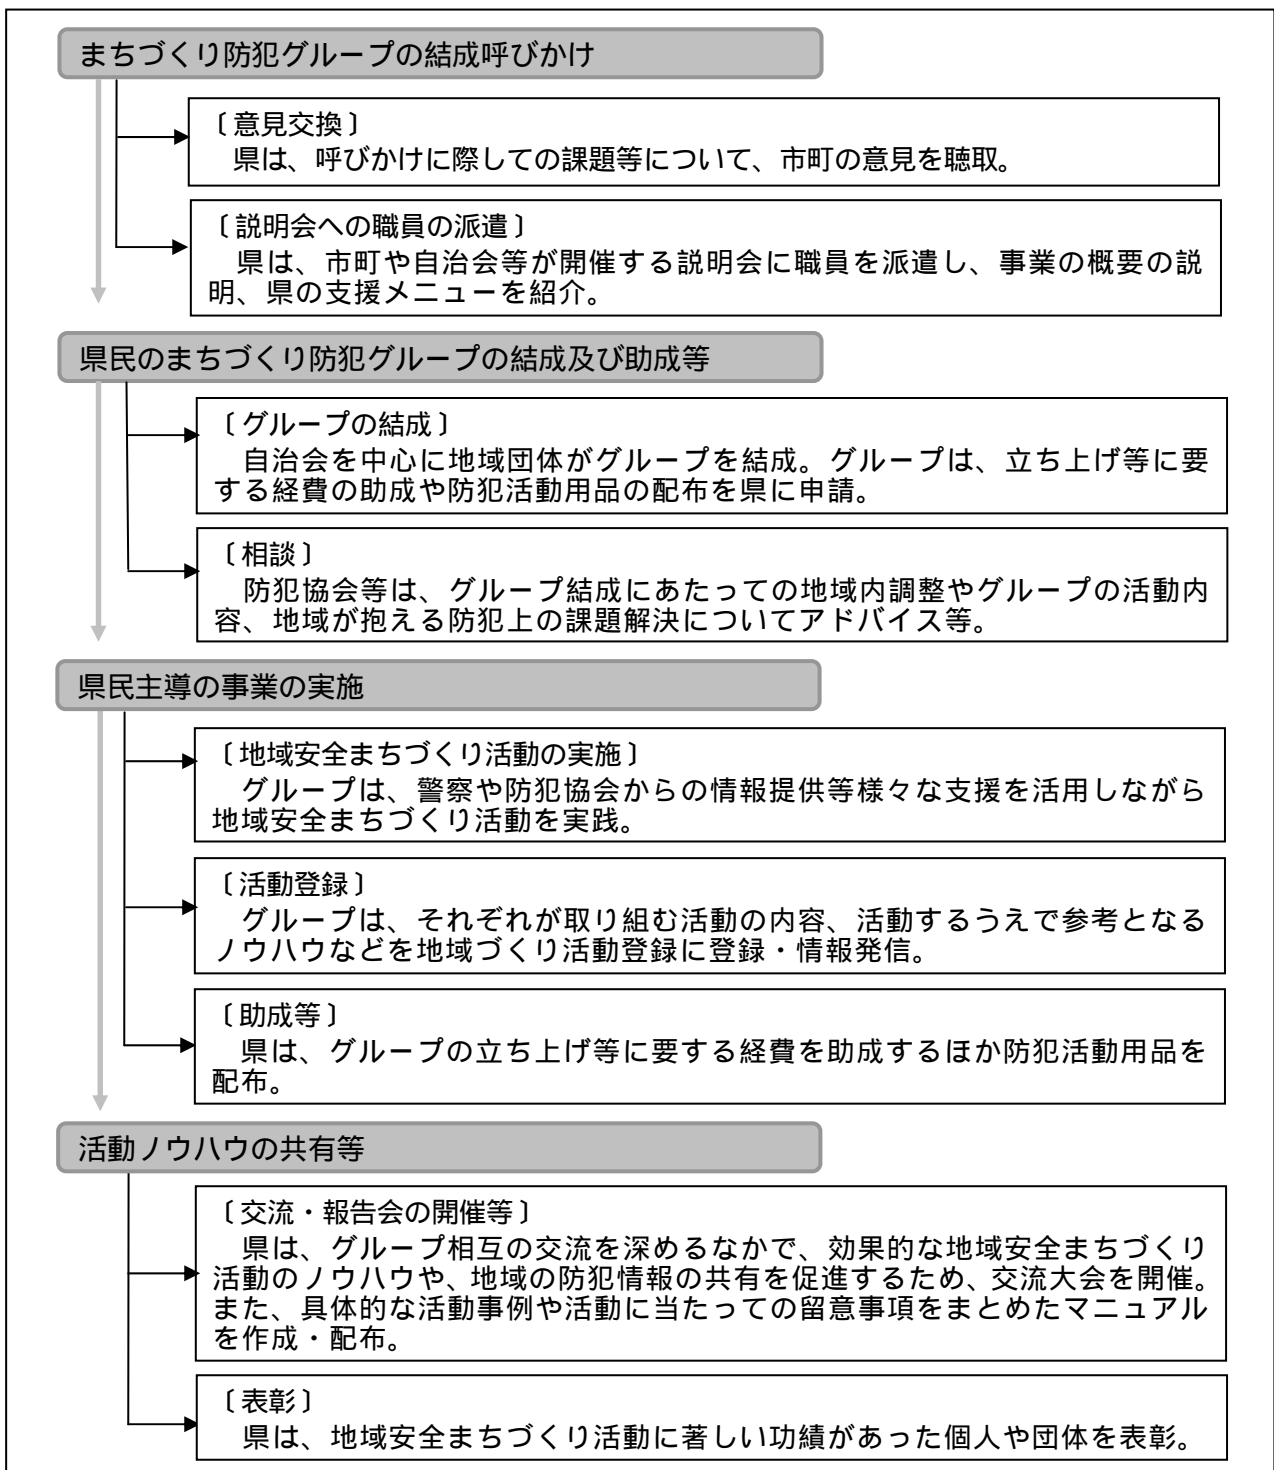 まちづくり防犯グループの結成呼びかけ
〔意見交換〕
県は、呼びかけに際しての課題等について、市町の意見を聴取。
〔説明会への職員の派遣〕
県は、市町や自治会等が開催する説明会に職員を派遣し、事業の概要の説
明、県の支援メニューを紹介。
県民のまちづくり防犯グループの結成及び助成等
〔グループの結成〕
自治会を中心に地域団体がグループを結成。グループは、立ち上げ等に要
する経費の助成や防犯活動用品の配布を県に申請。
〔相談〕
防犯協会等は、グループ結成にあたっての地域内調整やグループの活動内
容、地域が抱える防犯上の課題解決についてアドバイス等。
県民主導の事業の実施
〔地域安全まちづくり活動の実施〕
グループは、警察や防犯協会からの情報提供等様々な支援を活用しながら
地域安全まちづくり活動を実践。
〔活動登録〕
グループは、それぞれが取り組む活動の内容、活動するうえで参考となる
ノウハウなどを地域づくり活動登録に登録・情報発信。
〔助成等〕
県は、グループの立ち上げ等に要する経費を助成するほか防犯活動用品を
配布。
活動ノウハウの共有等
〔交流・報告会の開催等〕
県は、グループ相互の交流を深めるなかで、効果的な地域安全まちづくり
活動のノウハウや、地域の防犯情報の共有を促進するため、交流大会を開催。
また、具体的な活動事例や活動に当たっての留意事項をまとめたマニュアル
を作成・配布。
〔表彰〕
県は、地域安全まちづくり活動に著しい功績があった個人や団体を表彰。